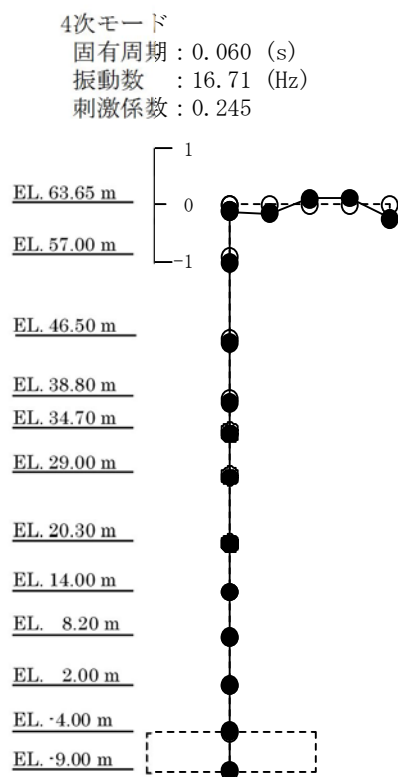 4次モード
固有周期：0.060 (s)
振動数　：16.71 (Hz)
刺激係数：0.245
1
EL. 63.65 m
0
EL. 57.00 m
-1
EL. 46.50 m
EL. 38.80 m
EL. 34.70 m
EL. 29.00 m
EL. 20.30 m
EL. 14.00 m
EL.　8.20 m
EL.　2.00 m
EL. -4.00 m
EL. -9.00 m